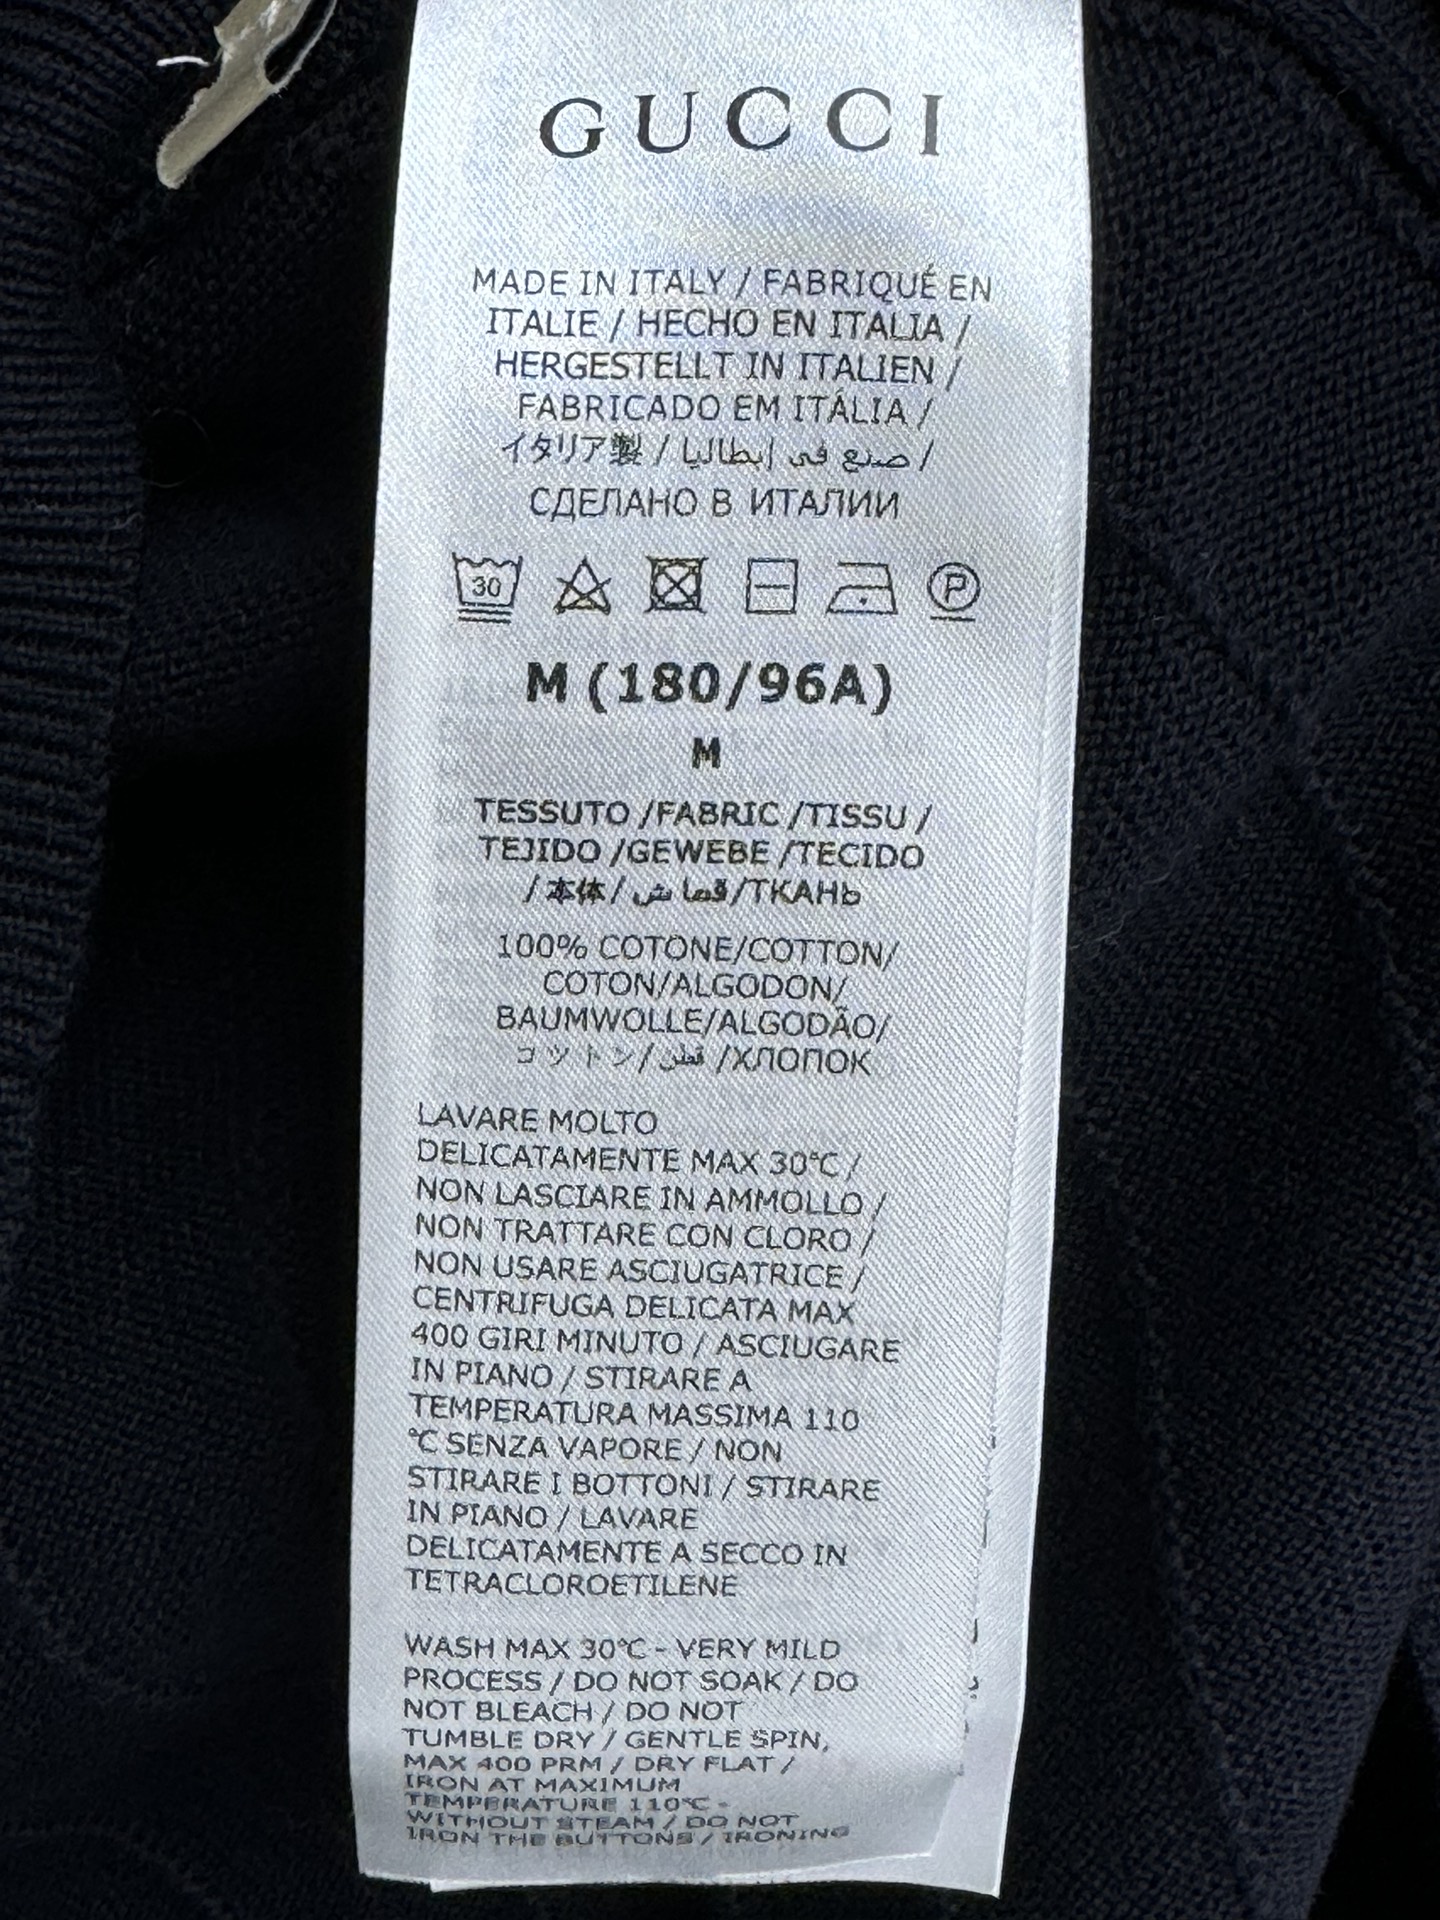 GUCCI
MADE IN ITALY / FABRIQUÉ EN
ITALIE / HECHO EN ITALIA /
HERGESTELLT IN ITALIEN /
FABRICADO EM ITÁLIA /
イタリア製 / صنع في إيطاليا /
СДЕЛАНО В ИТАЛИИ
30 P
M (180/96A)
M
TESSUTO /FABRIC /TISSU /
TEJIDO /GEWEBE /TECIDO
/ 本体 / قما ش /ТКАНЬ
100% COTONE/COTTON/
COTON/ALGODON/
BAUMWOLLE/ALGODÃO/
コットン/ قطن /ХЛОПОК
LAVARE MOLTO
DELICATAMENTE MAX 30°C /
NON LASCIARE IN AMMOLLO /
NON TRATTARE CON CLORO /
NON USARE ASCIUGATRICE /
CENTRIFUGA DELICATA MAX
400 GIRI MINUTO / ASCIUGARE
IN PIANO / STIRARE A
TEMPERATURA MASSIMA 110
°C SENZA VAPORE / NON
STIRARE I BOTTONI / STIRARE
IN PIANO / LAVARE
DELICATAMENTE A SECCO IN
TETRACLOROETILENE
WASH MAX 30°C - VERY MILD
PROCESS / DO NOT SOAK / DO
NOT BLEACH / DO NOT
TUMBLE DRY / GENTLE SPIN,
MAX 400 PRM / DRY FLAT /
IRON AT MAXIMUM
TEMPERATURE 110°C -
WITHOUT STEAM / DO NOT
IRON THE BUTTONS / IRONING